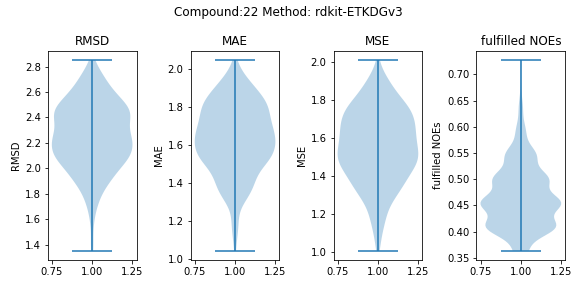 Compound:22 Method: rdkit-ETKDGv3
RMSD
MAE
MSE
fulfilled NOEs
RMSD
2.8
2.6
2.4
2.2
2.0
1.8
1.6
1.4
0.75 1.00 1.25
MAE
2.0
1.8
1.6
1.4
1.2
1.0
0.75 1.00 1.25
MSE
2.0
1.8
1.6
1.4
1.2
1.0
0.75 1.00 1.25
fulfilled NOEs
0.70
0.65
0.60
0.55
0.50
0.45
0.40
0.35
0.75 1.00 1.25